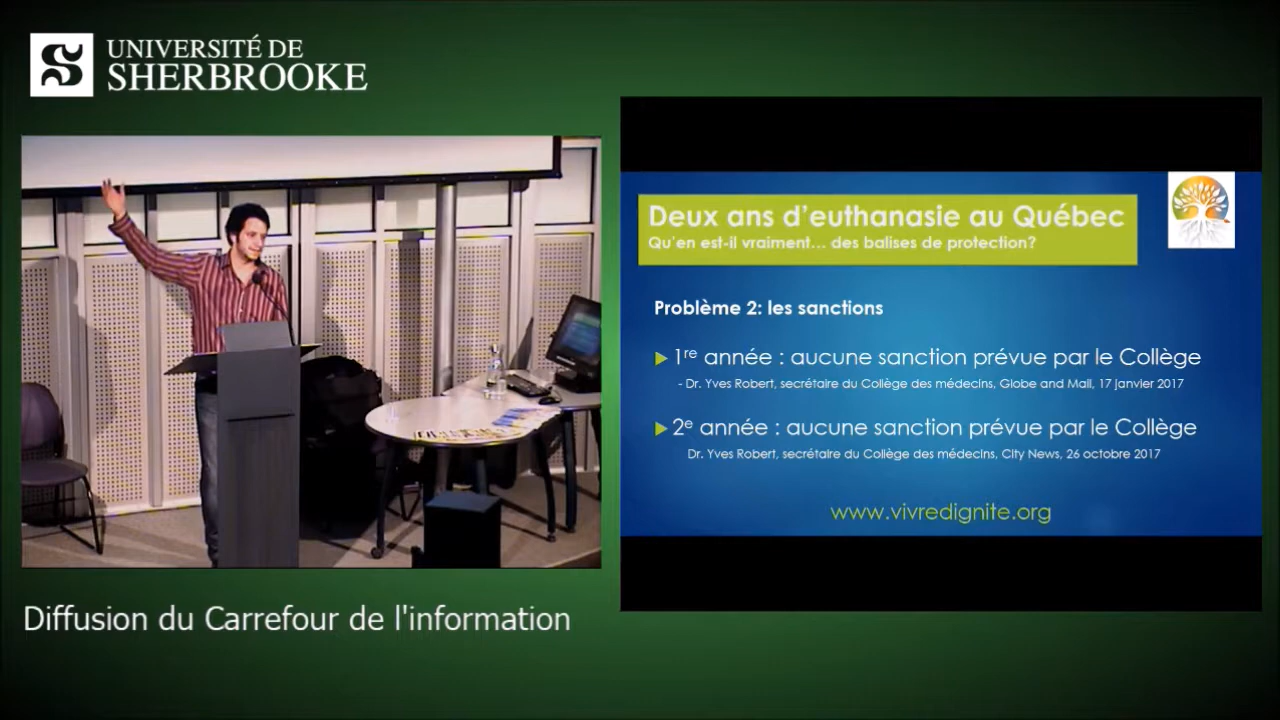 UNIVERSITÉ DE
SHERBROOKE
Deux ans d'euthanasie au Québec
Qu'en est-il vraiment... des balises de protection?
Problème 2: les sanctions
1re année : aucune sanction prévue par le Collège
- Dr. Yves Robert, secrétaire du Collège des médecins, Globe and Mail, 17 janvier 2017
2e année : aucune sanction prévue par le Collège
Dr. Yves Robert, secrétaire du Collège des médecins, City News, 26 octobre 2017
www.vivredignite.org
Diffusion du Carrefour de l'information